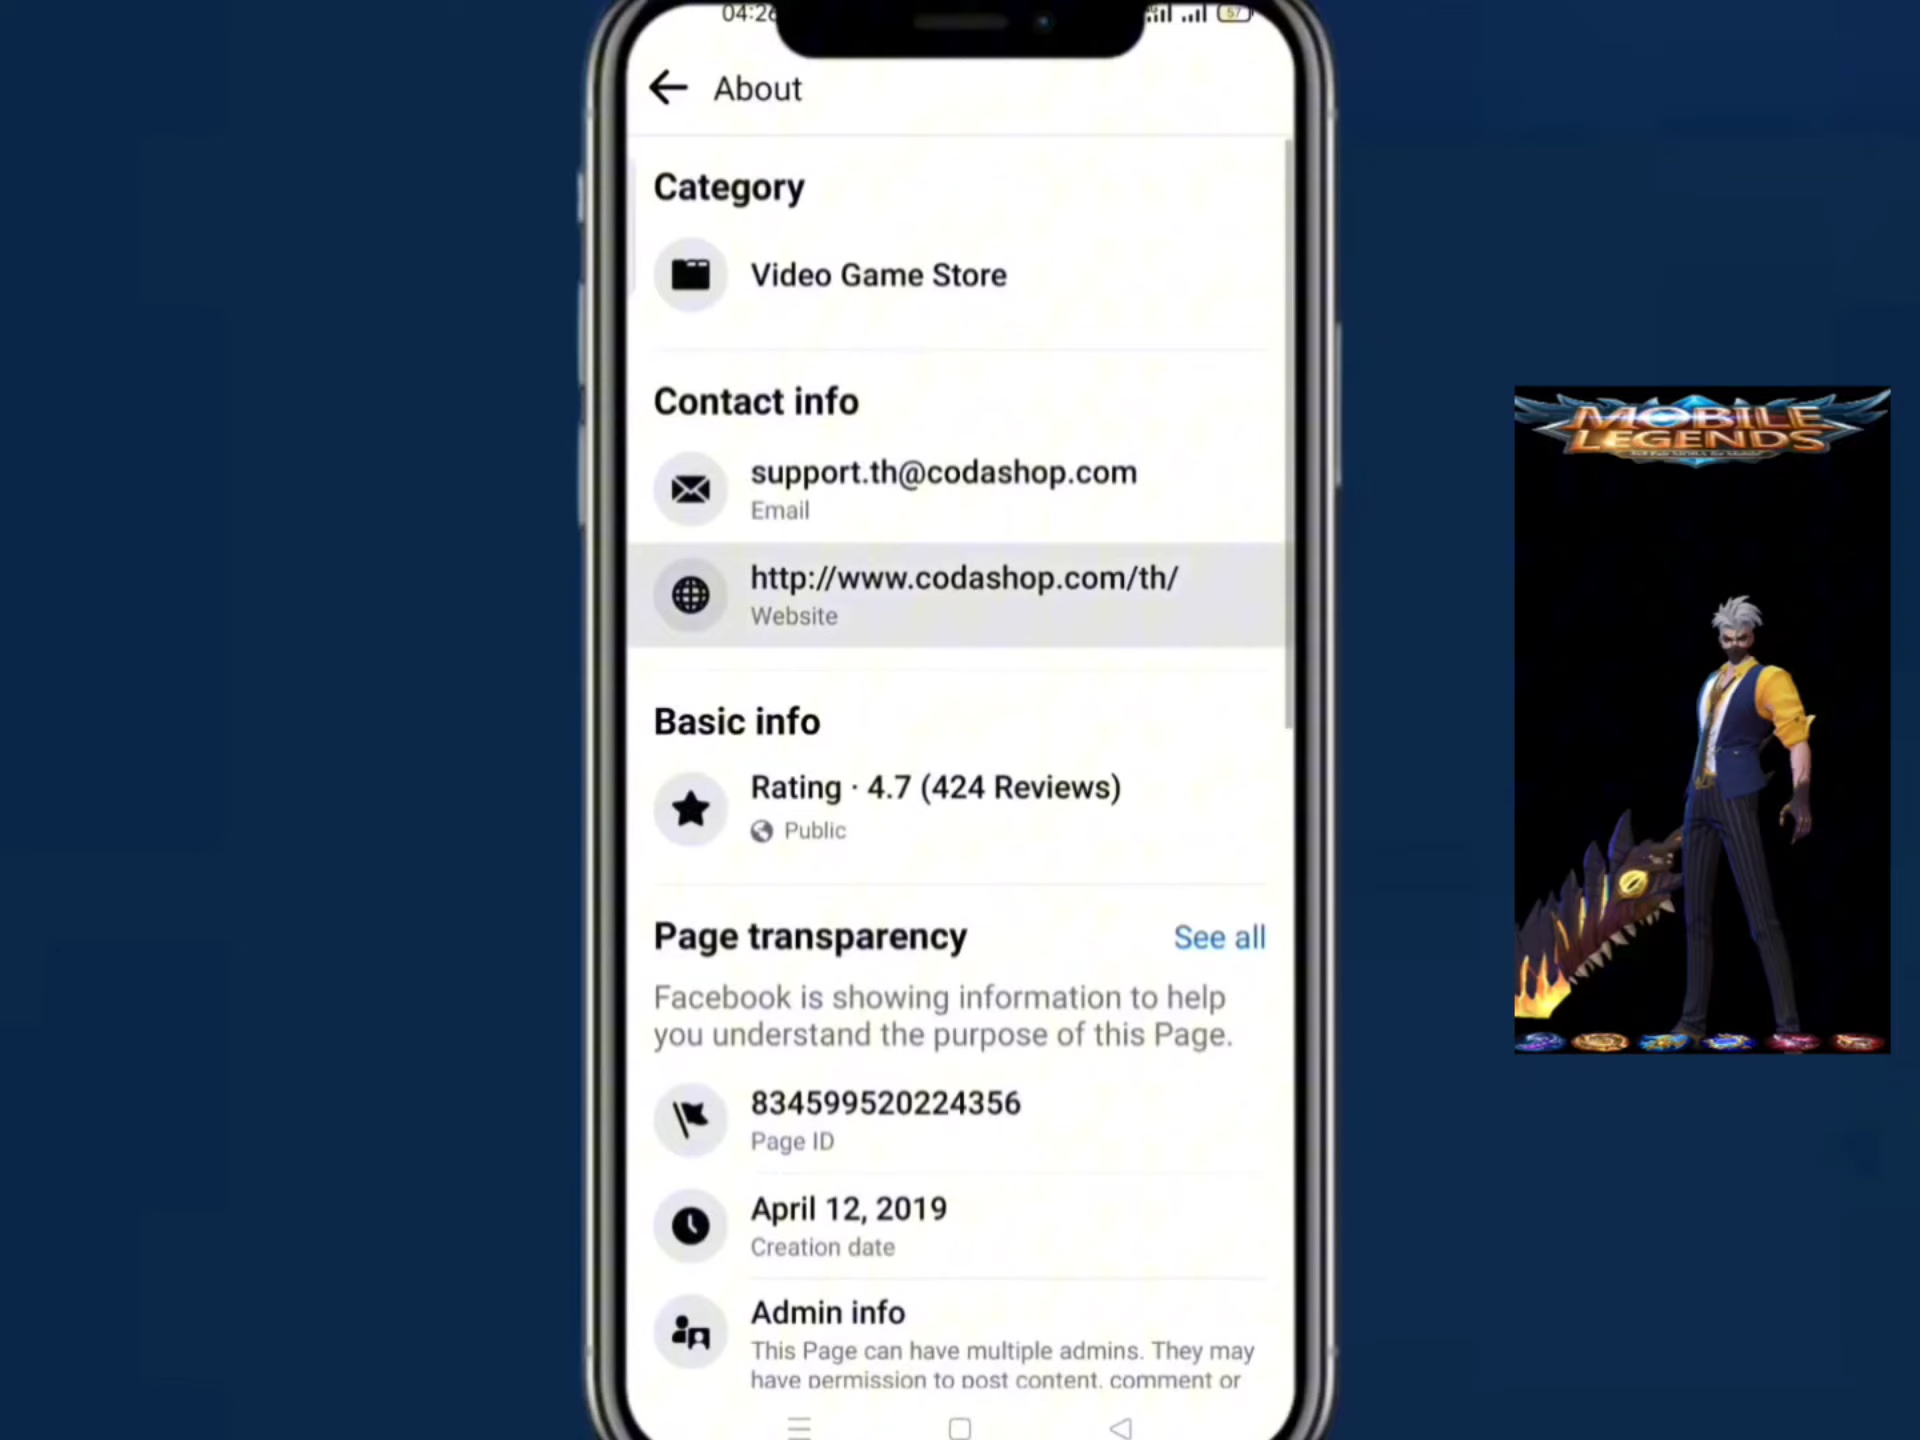 04:26
57
About
Category
Video Game Store
Contact info
support.th@codashop.com
Email
http://www.codashop.com/th/
Website
Basic info
Rating · 4.7 (424 Reviews)
Public
Page transparency
See all
Facebook is showing information to help
you understand the purpose of this Page.
834599520224356
Page ID
April 12, 2019
Creation date
Admin info
This Page can have multiple admins. They may
have permission to post content, comment or
MOBILE
LEGENDS